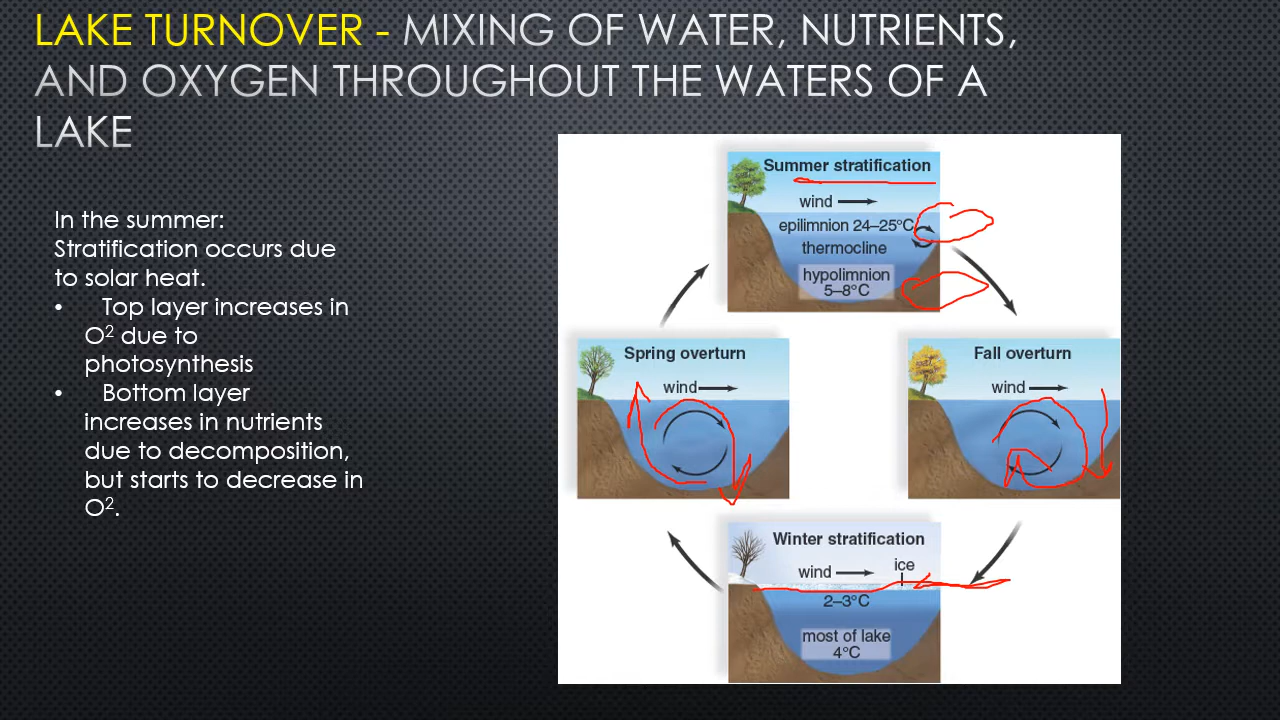 LAKE TURNOVER - MIXING OF WATER, NUTRIENTS,
AND OXYGEN THROUGHOUT THE WATERS OF A
LAKE
In the summer:
Stratification occurs due
to solar heat.
• Top layer increases in
O² due to
photosynthesis
• Bottom layer
increases in nutrients
due to decomposition,
but starts to decrease in
O².
Summer stratification
wind
epilimnion 24–25°C
thermocline
hypolimnion
5–8°C
Spring overturn
wind
Fall overturn
wind
Winter stratification
wind
ice
2–3°C
most of lake
4°C